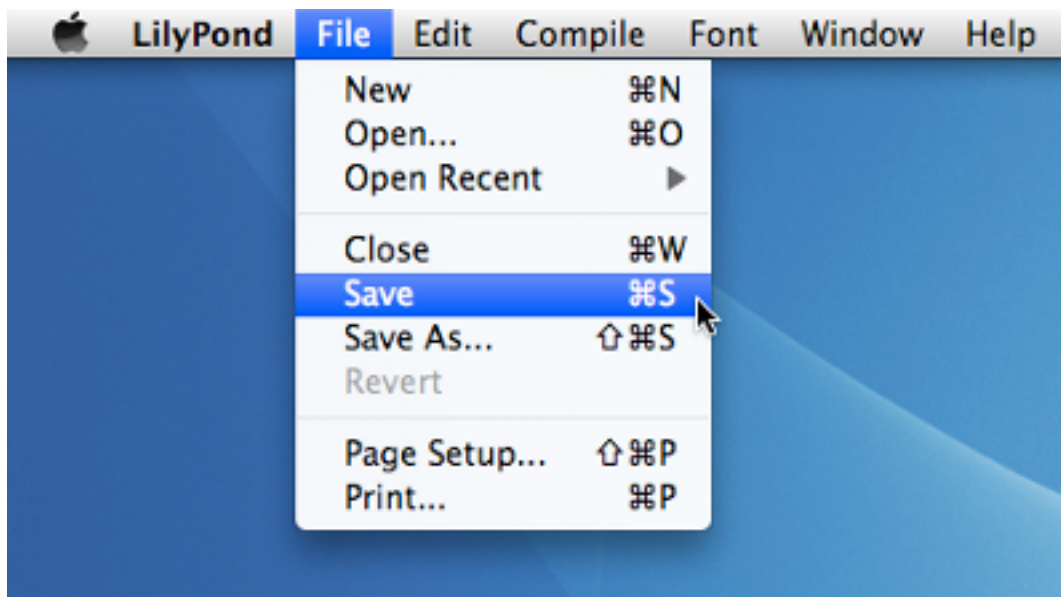 LilyPond File Edit Compile Font Window Help
New ⌘N
Open... ⌘O
Open Recent ▶
Close ⌘W
Save ⌘S
Save As... ⇧⌘S
Revert
Page Setup... ⇧⌘P
Print... ⌘P